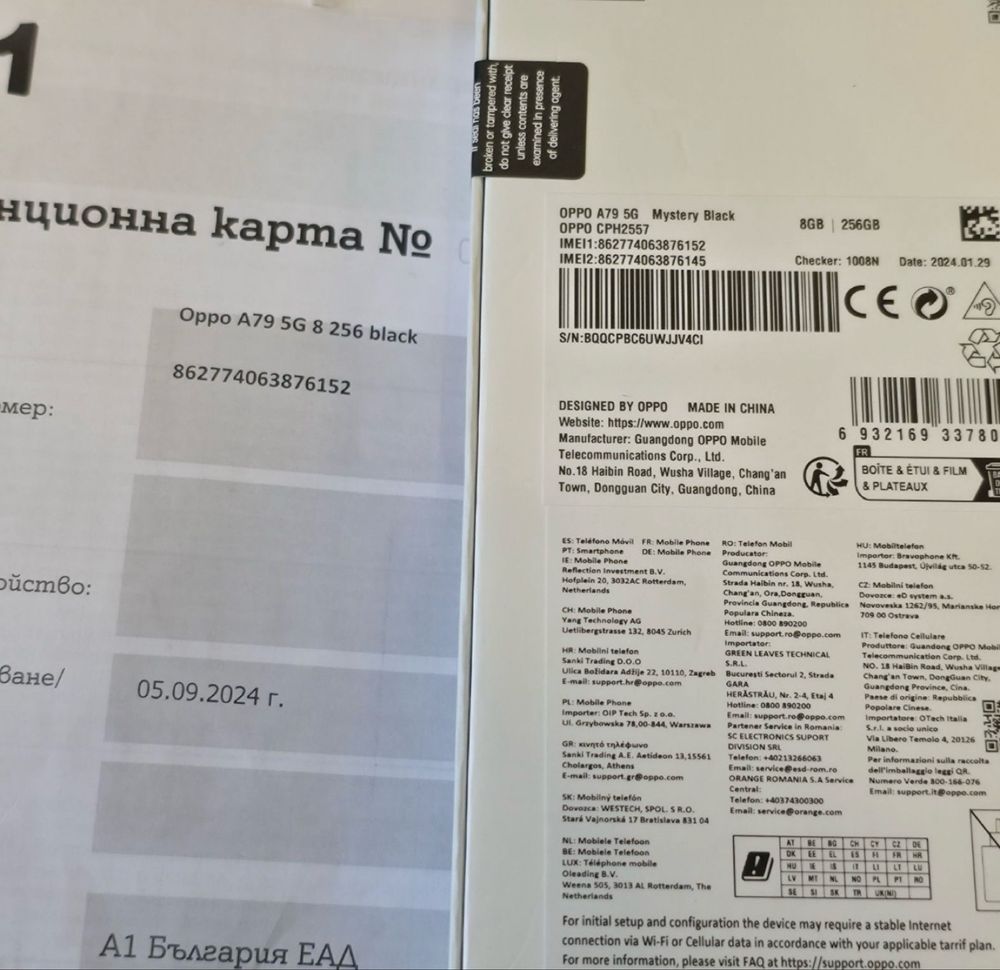 1
нционна карта №
Oppo A79 5G 8 256 black
862774063876152
мер:
ойство:
ване/
05.09.2024 г.
А1 България ЕАД
broken or tampered with,
do not give clear receipt
unless contents are
examined in presence
of delivering agent.
OPPO A79 5G Mystery Black
8GB | 256GB
OPPO CPH2557
IMEI1:862774063876152
IMEI2:862774063876145
Checker: 1008N Date: 2024.01.29
S/N:BQQCPBC6UWJJV4CI
DESIGNED BY OPPO MADE IN CHINA
Website: https://www.oppo.com
Manufacturer: Guangdong OPPO Mobile
Telecommunications Corp., Ltd.
No.18 Haibin Road, Wusha Village, Chang'an
Town, Dongguan City, Guangdong, China
6 932169 33780
FR
BOÎTE & ÉTUI & FILM
& PLATEAUX
ES: Teléfono Móvil FR: Mobile Phone
PT: Smartphone DE: Mobile Phone
IE: Mobile Phone
Reflection Investment B.V.
Hofplein 20, 3032AC Rotterdam,
Netherlands
CH: Mobile Phone
Yang Technology AG
Uetlibergstrasse 132, 8045 Zurich
HR: Mobilni telefon
Sanki Trading D.O.O
Ulica Božidara Adžije 22, 10110, Zagreb
E-mail: support.hr@oppo.com
PL: Mobile Phone
Importer: OIP Tech Sp. z o.o.
Ul. Grzybowska 78,00-844, Warszawa
GR: κινητό τηλέφωνο
Sanki Trading A.E. Aetideon 13,15561
Cholargos, Athens
E-mail: support.gr@oppo.com
SK: Mobilný telefón
Dovozca: WESTECH, SPOL. S R.O.
Stará Vajnorská 17 Bratislava 831 04
NL: Mobiele Telefoon
BE: Mobiele Telefoon
LUX: Téléphone mobile
Oleading B.V.
Weena 505, 3013 AL Rotterdam, The
Netherlands
RO: Telefon Mobil
Producator:
Guangdong OPPO Mobile
Communications Corp. Ltd.
Strada Haibin nr. 18, Wusha,
Chang'an, Ora,Dongguan,
Provincia Guangdong, Republica
Populara Chineza.
Hotline: 0800 890200
Email: support.ro@oppo.com
Importator:
GREEN LEAVES TECHNICAL
S.R.L.
București Sectorul 2, Strada
GARA
HERĂSTRĂU, Nr. 2-4, Etaj 4
Hotline: 0800 890200
Email: support.ro@oppo.com
Partener Service in Romania:
SC ELECTRONICS SUPORT
DIVISION SRL
Telefon: +40213266063
Email: service@esd-rom.ro
ORANGE ROMANIA S.A Service
Central:
Telefon: +40374300300
Email: service@orange.com
HU: Mobiltelefon
Importor: Bravophone Kft.
1145 Budapest, Újvilág utca 50-52.
CZ: Mobilní telefon
Dovozce: eD system a.s.
Novoveska 1262/95, Marianske Hor
709 00 Ostrava
IT: Telefono Cellulare
Produttore: Guangdong OPPO Mobil
Telecommunication Corp. Ltd.
NO. 18 HaiBin Road, Wusha Village
Chang'an Town, DongGuan City,
Guangdong Province, Cina.
Paese di origine: Repubblica
Popolare Cinese.
Importatore: OTech Italia
S.r.l. a socio unico
Via Libero Temolo 4, 20126
Milano.
Per informazioni sulla raccolta
dell'imballaggio leggi QR.
Numero Verde 800-166-076
Email: support.it@oppo.com
AT BE BG CH CY CZ DE
DK EE EL ES FI FR HR
HU IE IS IT LI LT LU
LV MT NL NO PL PT RO
SE SI SK TR UK(NI)
For initial setup and configuration the device may require a stable Internet
connection via Wi-Fi or Cellular data in accordance with your applicable tarrif plan.
For more information, please visit FAQ at https://support.oppo.com